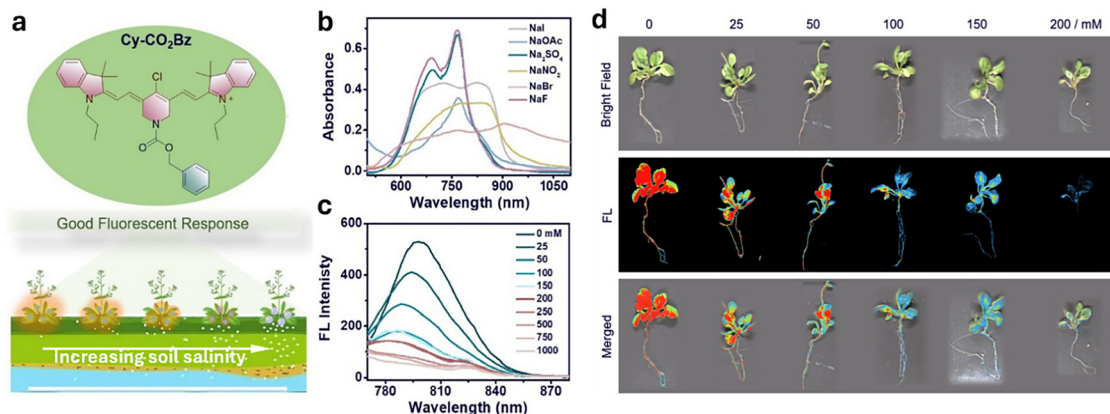 a
Cy-CO₂Bz
Cl
N
N
+
N
O
O
Good Fluorescent Response
Increasing soil salinity
b
Absorbance
0.6
0.4
0.2
0.0
NaI
NaOAc
Na₂SO₄
NaNO₂
NaBr
NaF
600
750
900
1050
Wavelength (nm)
c
FL Intenisty
600
400
200
0
0 mM
25
50
100
150
200
250
500
750
1000
780
810
840
870
Wavelength (nm)
d
0
25
50
100
150
200 / mM
Bright Field
FL
Merged